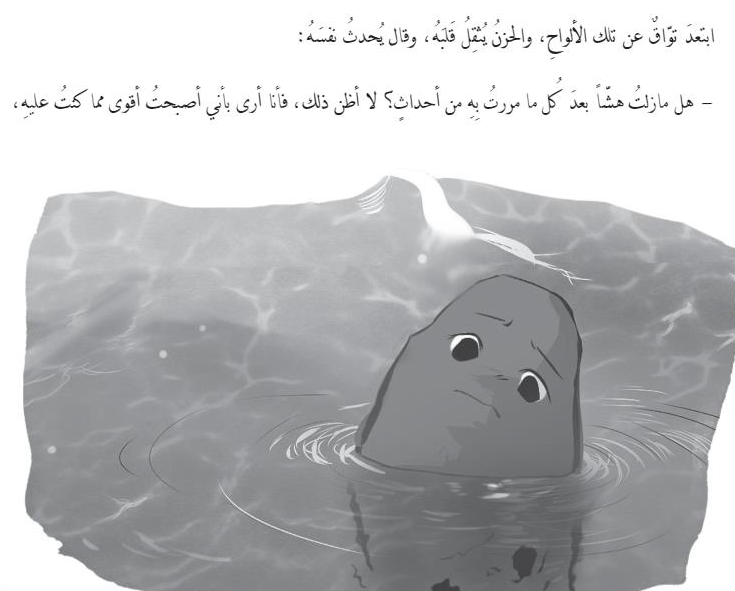 ابتعدَ توّاقٌ عن تلك الألواحِ، والحزنُ يُثقِلُ قَلبَهُ، وقال يُحدثُ نفسَهُ:
– هل مازلتُ هشّاً بعدَ كُل ما مررتُ بِهِ من أحداثٍ؟ لا أظن ذلك، فأنا أرى بأني أصبحتُ أقوى مما كنتُ عليهِ،